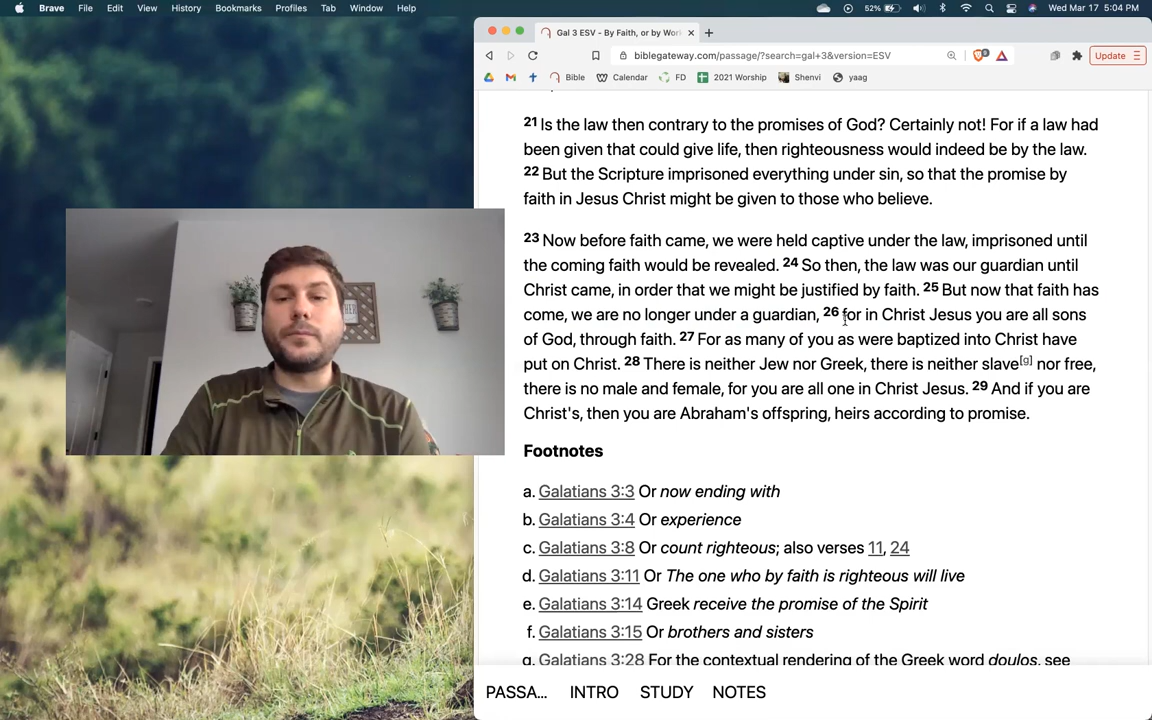 Brave File Edit View History Bookmarks Profiles Tab Window Help 52% Wed Mar 17 5:04 PM
Gal 3 ESV - By Faith, or by Wor
biblegateway.com/passage/?search=gal+3&version=ESV Update
Bible Calendar FD 2021 Worship Shenvi yaag
21 Is the law then contrary to the promises of God? Certainly not! For if a law had
been given that could give life, then righteousness would indeed be by the law.
22 But the Scripture imprisoned everything under sin, so that the promise by
faith in Jesus Christ might be given to those who believe.
23 Now before faith came, we were held captive under the law, imprisoned until
the coming faith would be revealed. 24 So then, the law was our guardian until
Christ came, in order that we might be justified by faith. 25 But now that faith has
come, we are no longer under a guardian, 26 for in Christ Jesus you are all sons
of God, through faith. 27 For as many of you as were baptized into Christ have
put on Christ. 28 There is neither Jew nor Greek, there is neither slave[g] nor free,
there is no male and female, for you are all one in Christ Jesus. 29 And if you are
Christ's, then you are Abraham's offspring, heirs according to promise.
Footnotes
a. Galatians 3:3 Or now ending with
b. Galatians 3:4 Or experience
c. Galatians 3:8 Or count righteous; also verses 11, 24
d. Galatians 3:11 Or The one who by faith is righteous will live
e. Galatians 3:14 Greek receive the promise of the Spirit
f. Galatians 3:15 Or brothers and sisters
g. Galatians 3:28 For the contextual rendering of the Greek word doulos, see
PASSA... INTRO STUDY NOTES